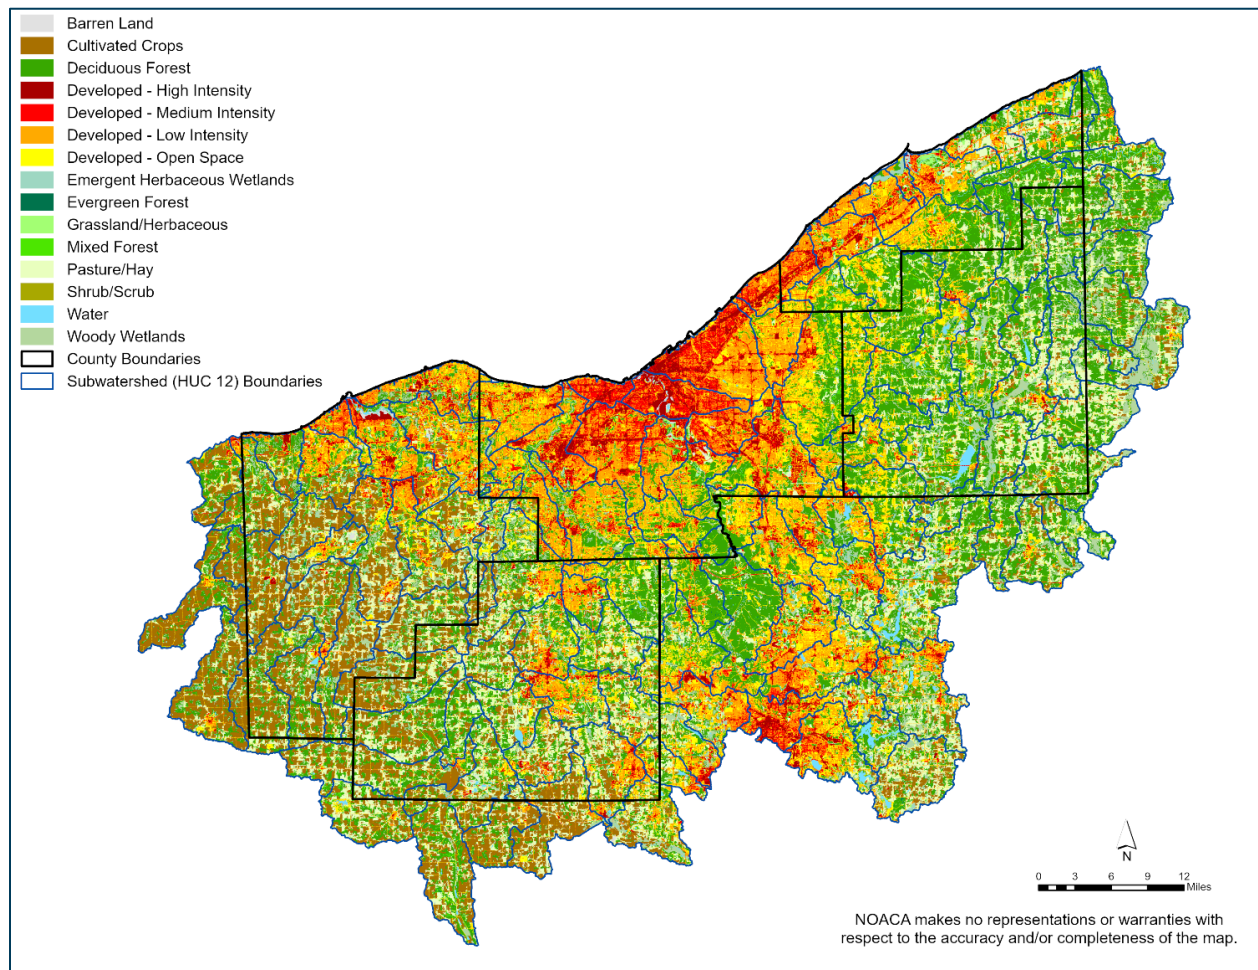 Barren Land
Cultivated Crops
Deciduous Forest
Developed - High Intensity
Developed - Medium Intensity
Developed - Low Intensity
Developed - Open Space
Emergent Herbaceous Wetlands
Evergreen Forest
Grassland/Herbaceous
Mixed Forest
Pasture/Hay
Shrub/Scrub
Water
Woody Wetlands
County Boundaries
Subwatershed (HUC 12) Boundaries
N
0 3 6 9 12
Miles
NOACA makes no representations or warranties with
respect to the accuracy and/or completeness of the map.